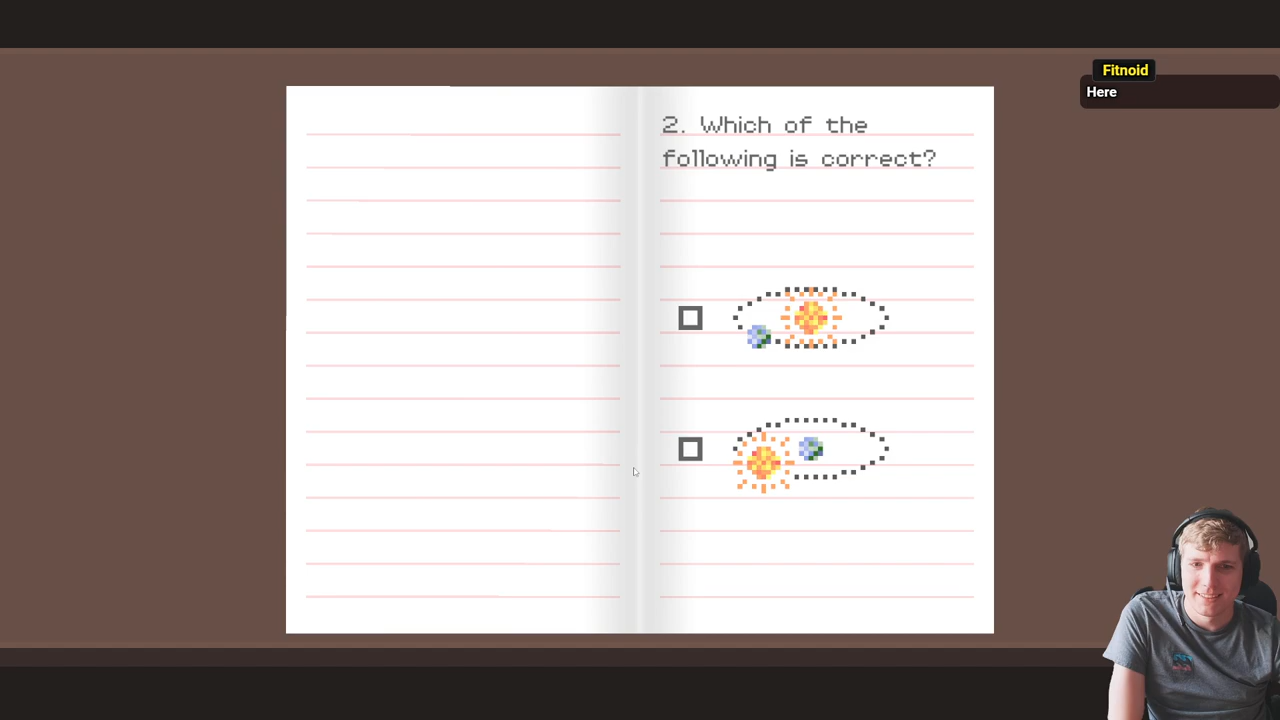 2. Which of the
following is correct?
Fitnoid
Here